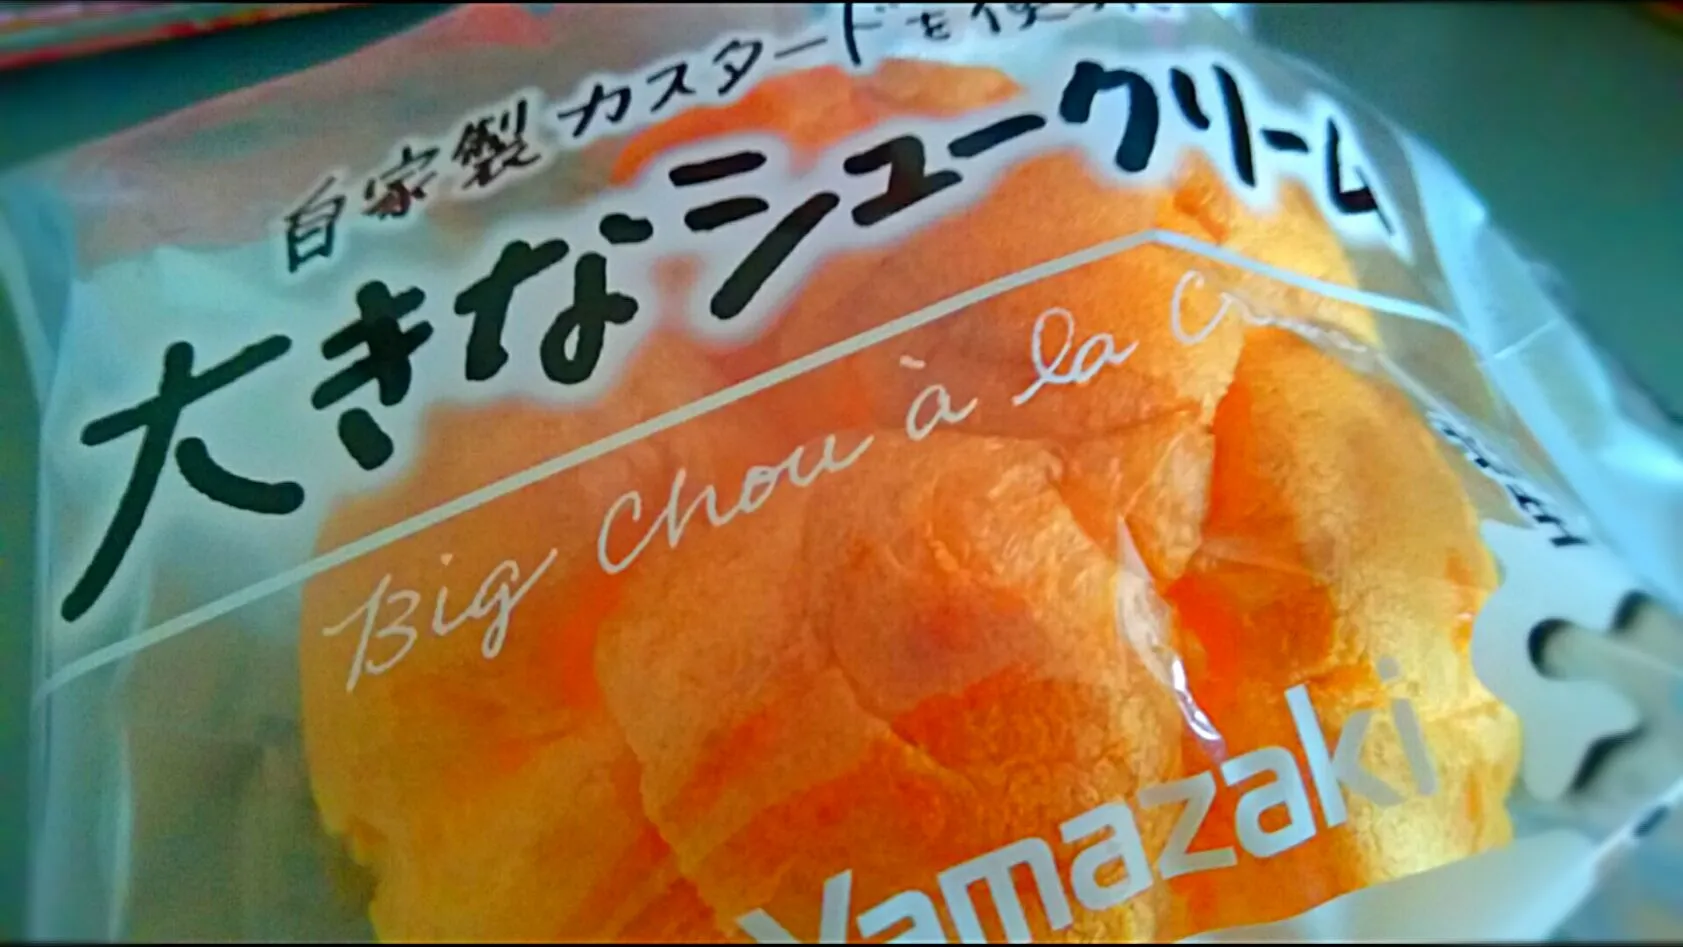 自家製カスタードを使
大きなシュークリーム
Big Chou à la
Yamazaki